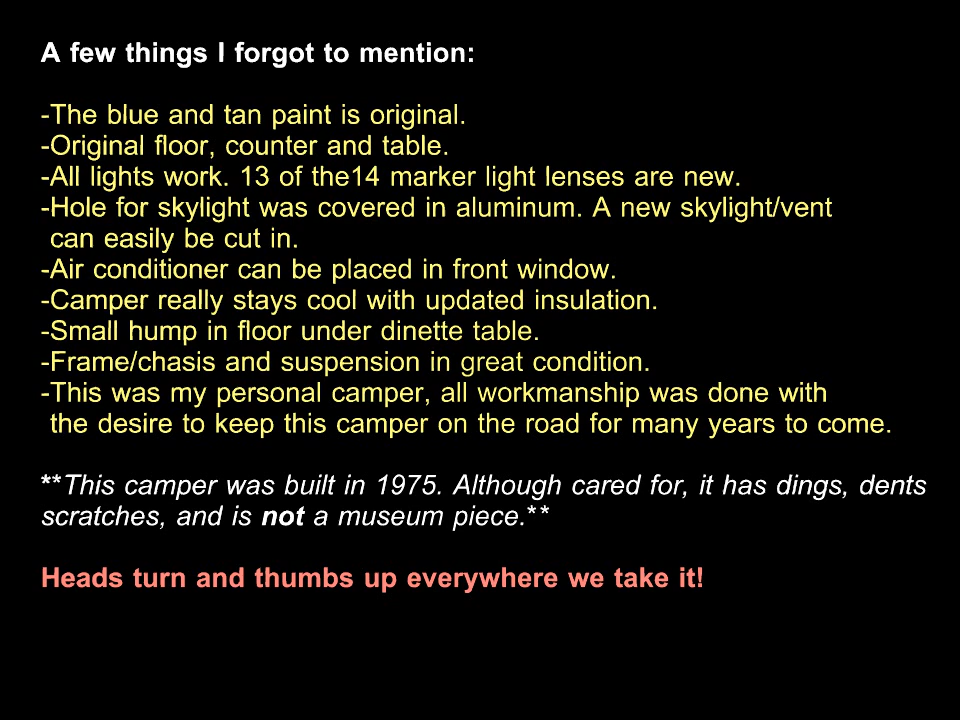 A few things I forgot to mention:
-The blue and tan paint is original.
-Original floor, counter and table.
-All lights work. 13 of the14 marker light lenses are new.
-Hole for skylight was covered in aluminum. A new skylight/vent
can easily be cut in.
-Air conditioner can be placed in front window.
-Camper really stays cool with updated insulation.
-Small hump in floor under dinette table.
-Frame/chasis and suspension in great condition.
-This was my personal camper, all workmanship was done with
the desire to keep this camper on the road for many years to come.
**This camper was built in 1975. Although cared for, it has dings, dents
scratches, and is not a museum piece.**
Heads turn and thumbs up everywhere we take it!